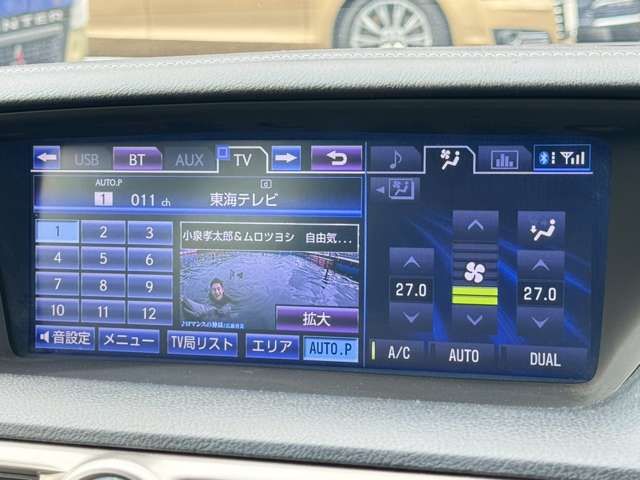 NTER
USB BT AUX TV
AUTO.P
1 011 ch 東海テレビ
1 2 3
4 5 6
7 8 9
10 11 12
小泉孝太郎&ムロツヨシ 自由気...
拡大
音設定 メニュー TV局リスト エリア AUTO.P
27.0 27.0
A/C AUTO DUAL